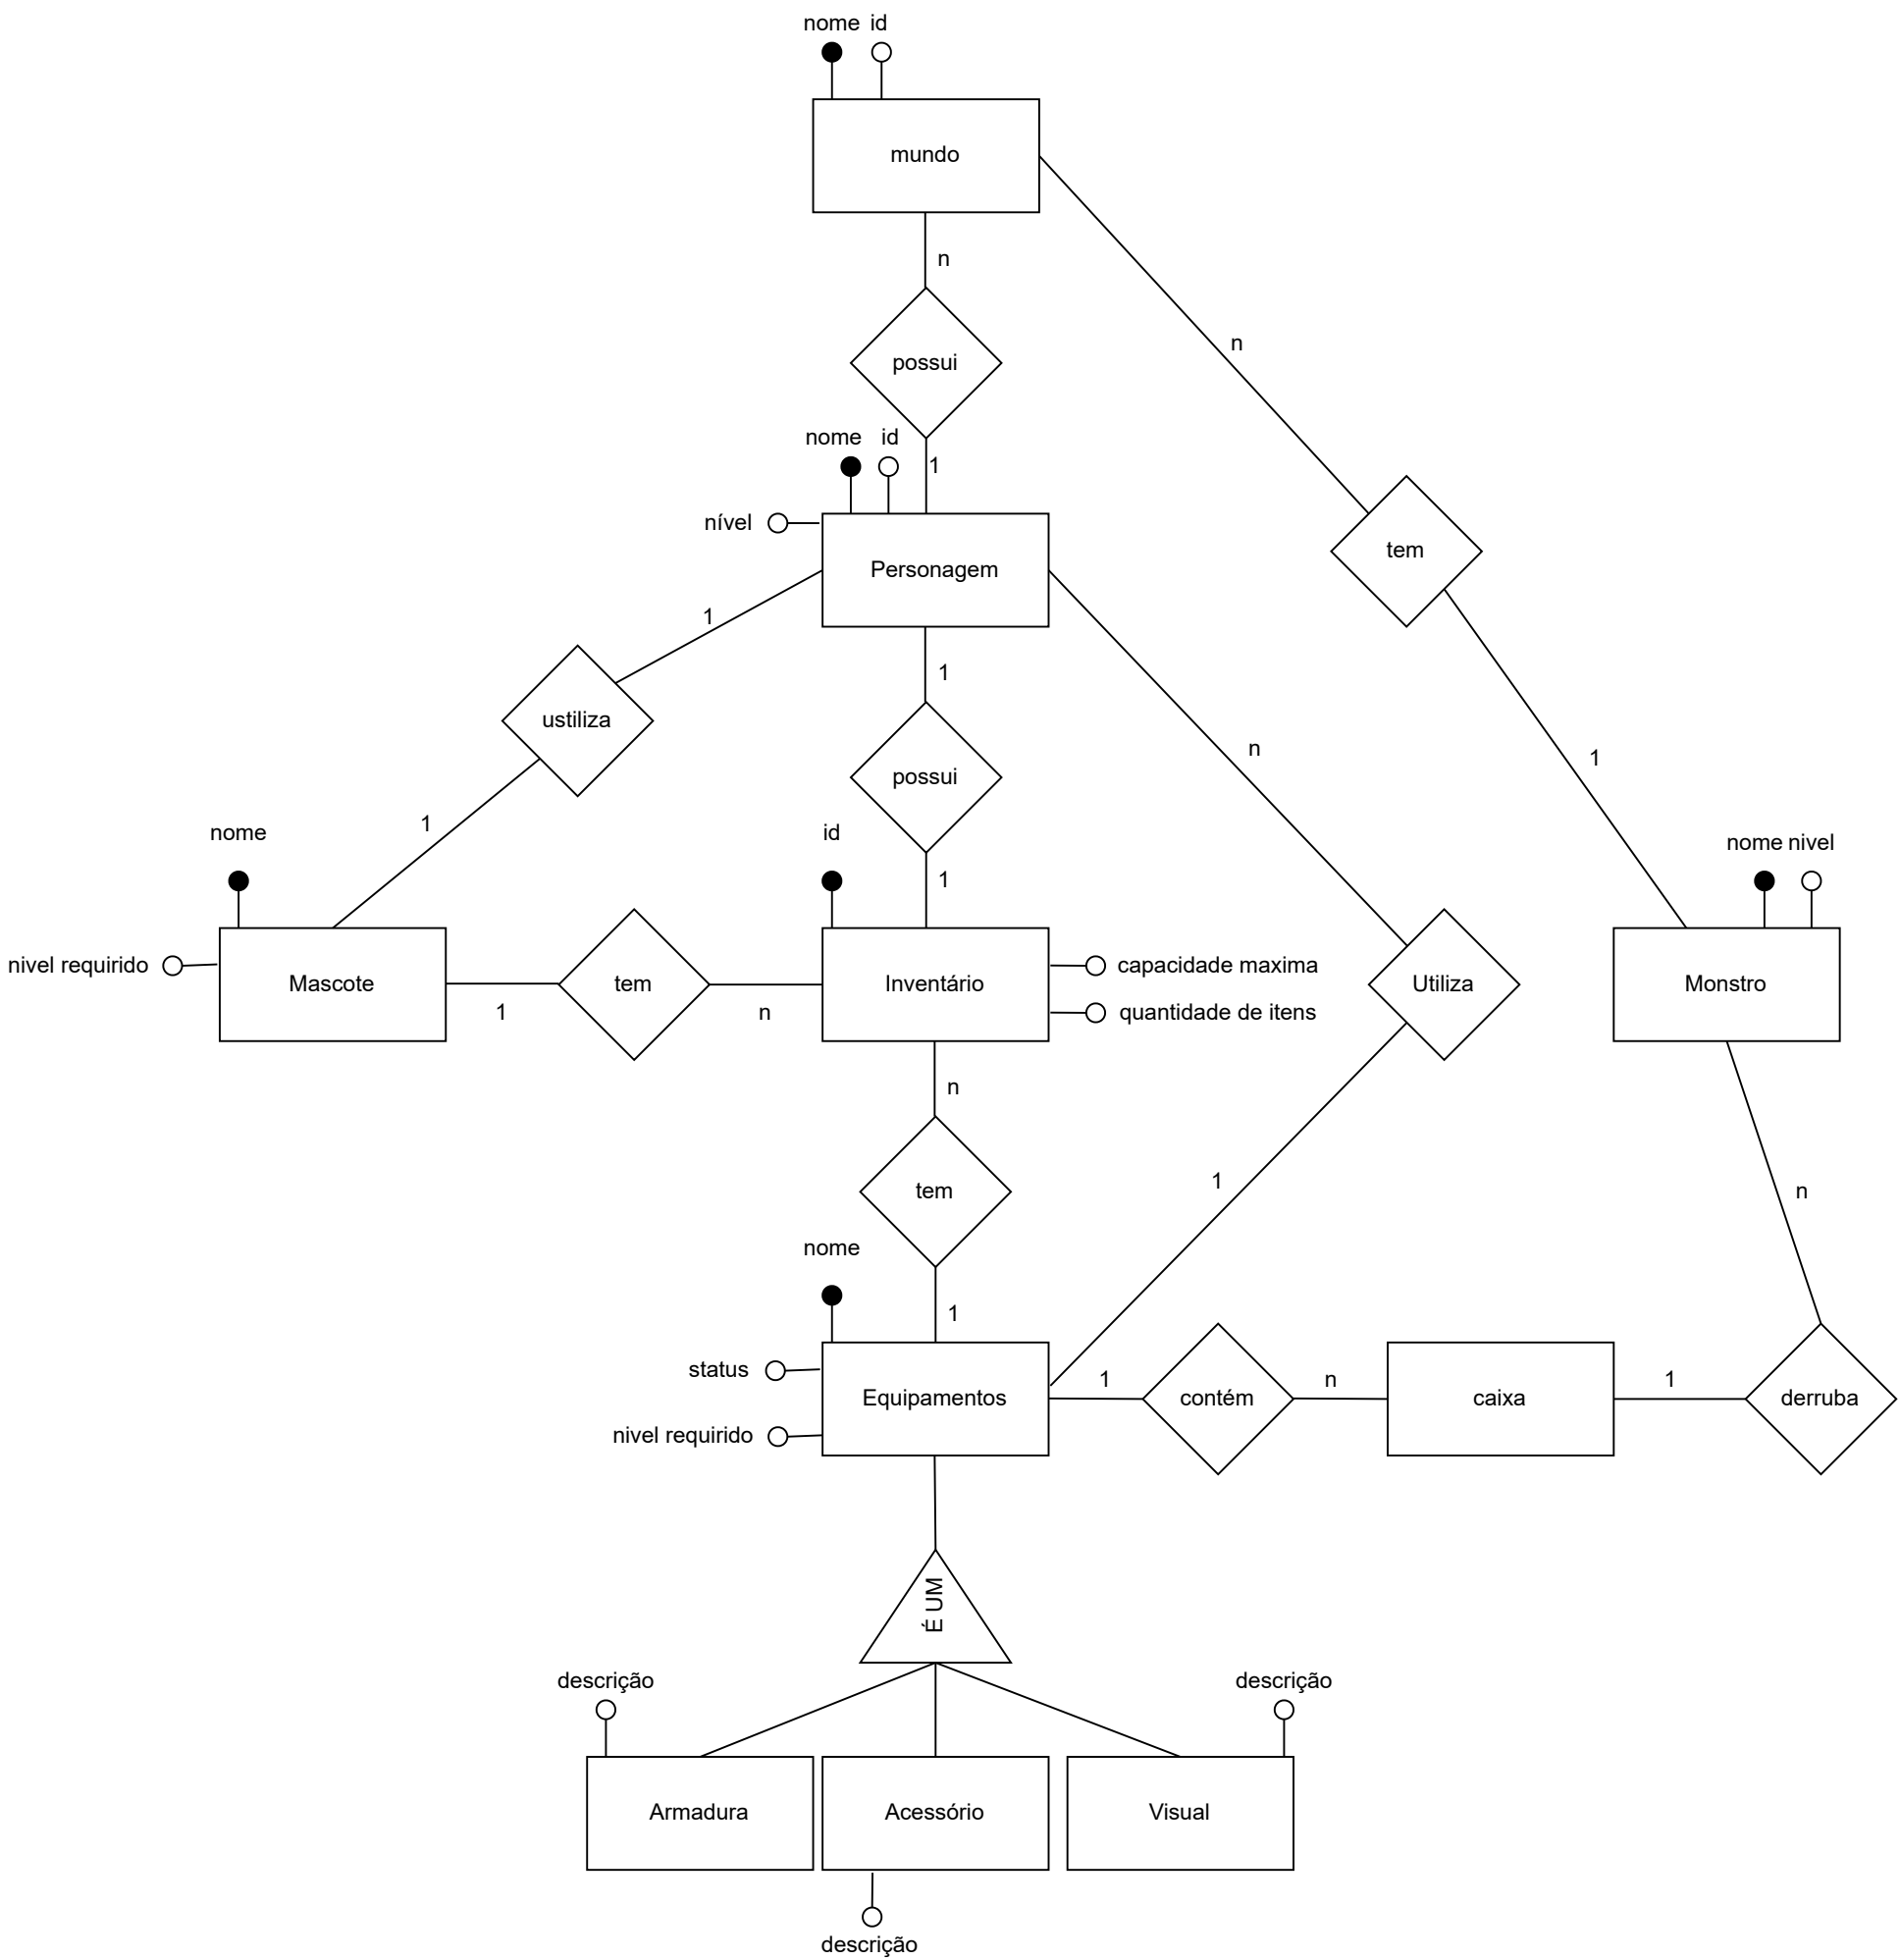 nome id
mundo
n
n
possui
nome id
1
nível
Personagem
tem
1
1
n
1
ustiliza
possui
1
nome
id
nome nivel
1
nivel requirido
Mascote
tem
Inventário
capacidade maxima
Utiliza
Monstro
1
n
quantidade de itens
n
1
tem
n
nome
1
status
1
n
1
Equipamentos
contém
caixa
derruba
nivel requirido
É UM
descrição
descrição
Armadura
Acessório
Visual
descrição